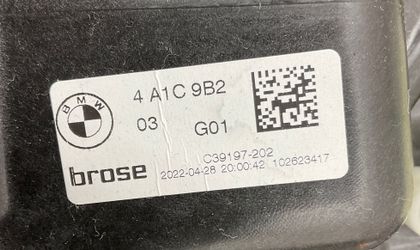 BMW
4 A1C 9B2
03 G01
brose
C39197-202
2022-04-28 20:00:42 102623417